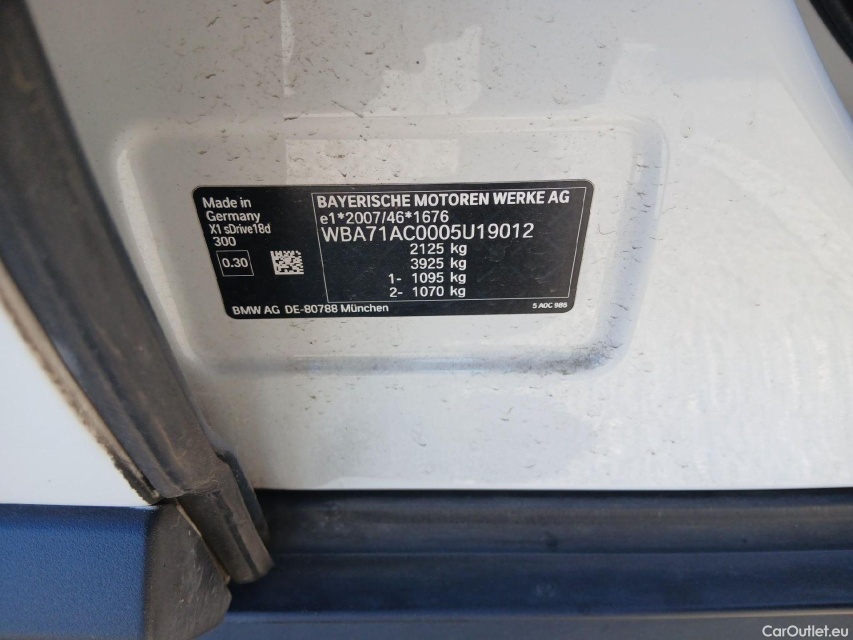 Made in
Germany
X1 sDrive18d
300
0.30
BMW AG DE-80788 München
BAYERISCHE MOTOREN WERKE AG
e1*2007/46*1676
WBA71AC0005U19012
2125 kg
3925 kg
1- 1095 kg
2- 1070 kg
5 A0C 985
CarOutlet.eu